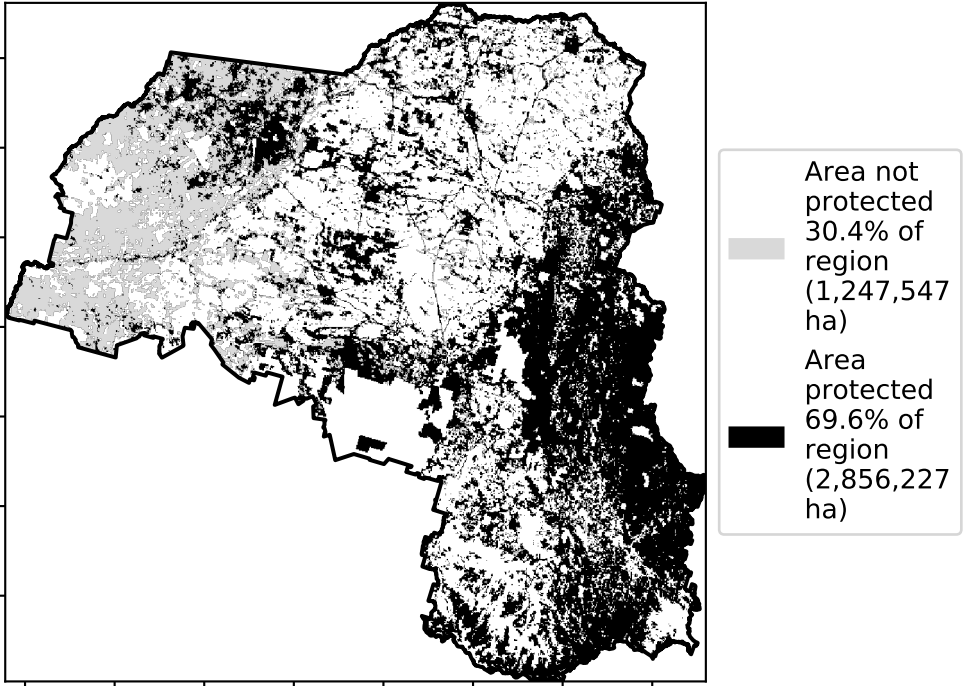 Area not
protected
30.4% of
region
(1,247,547
ha)
Area
protected
69.6% of
region
(2,856,227
ha)